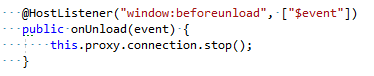 @HostListener("window:beforeunload", ["$event"])
public onUnload(event) {
this.proxy.connection.stop();
}